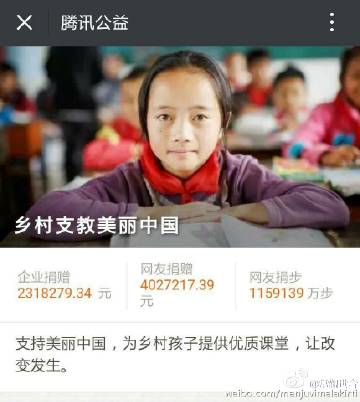 腾讯公益
乡村支教美丽中国
企业捐赠
2318279.34 元
网友捐赠
4027217.39
元
网友捐步
1159139 万步
支持美丽中国，为乡村孩子提供优质课堂，让改
变发生。
weibo.com/manjuvimalakirti